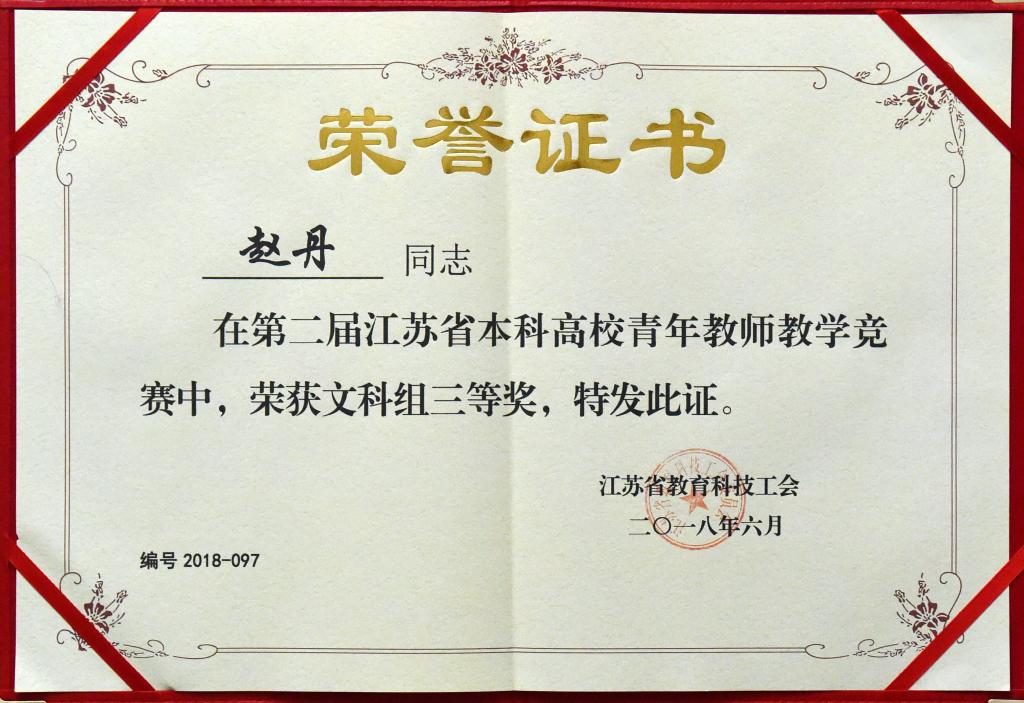 荣誉证书
赵丹 同志
在第二届江苏省本科高校青年教师教学竞
赛中，荣获文科组三等奖，特发此证。
江苏省教育科技工会
二〇一八年六月
编号 2018-097